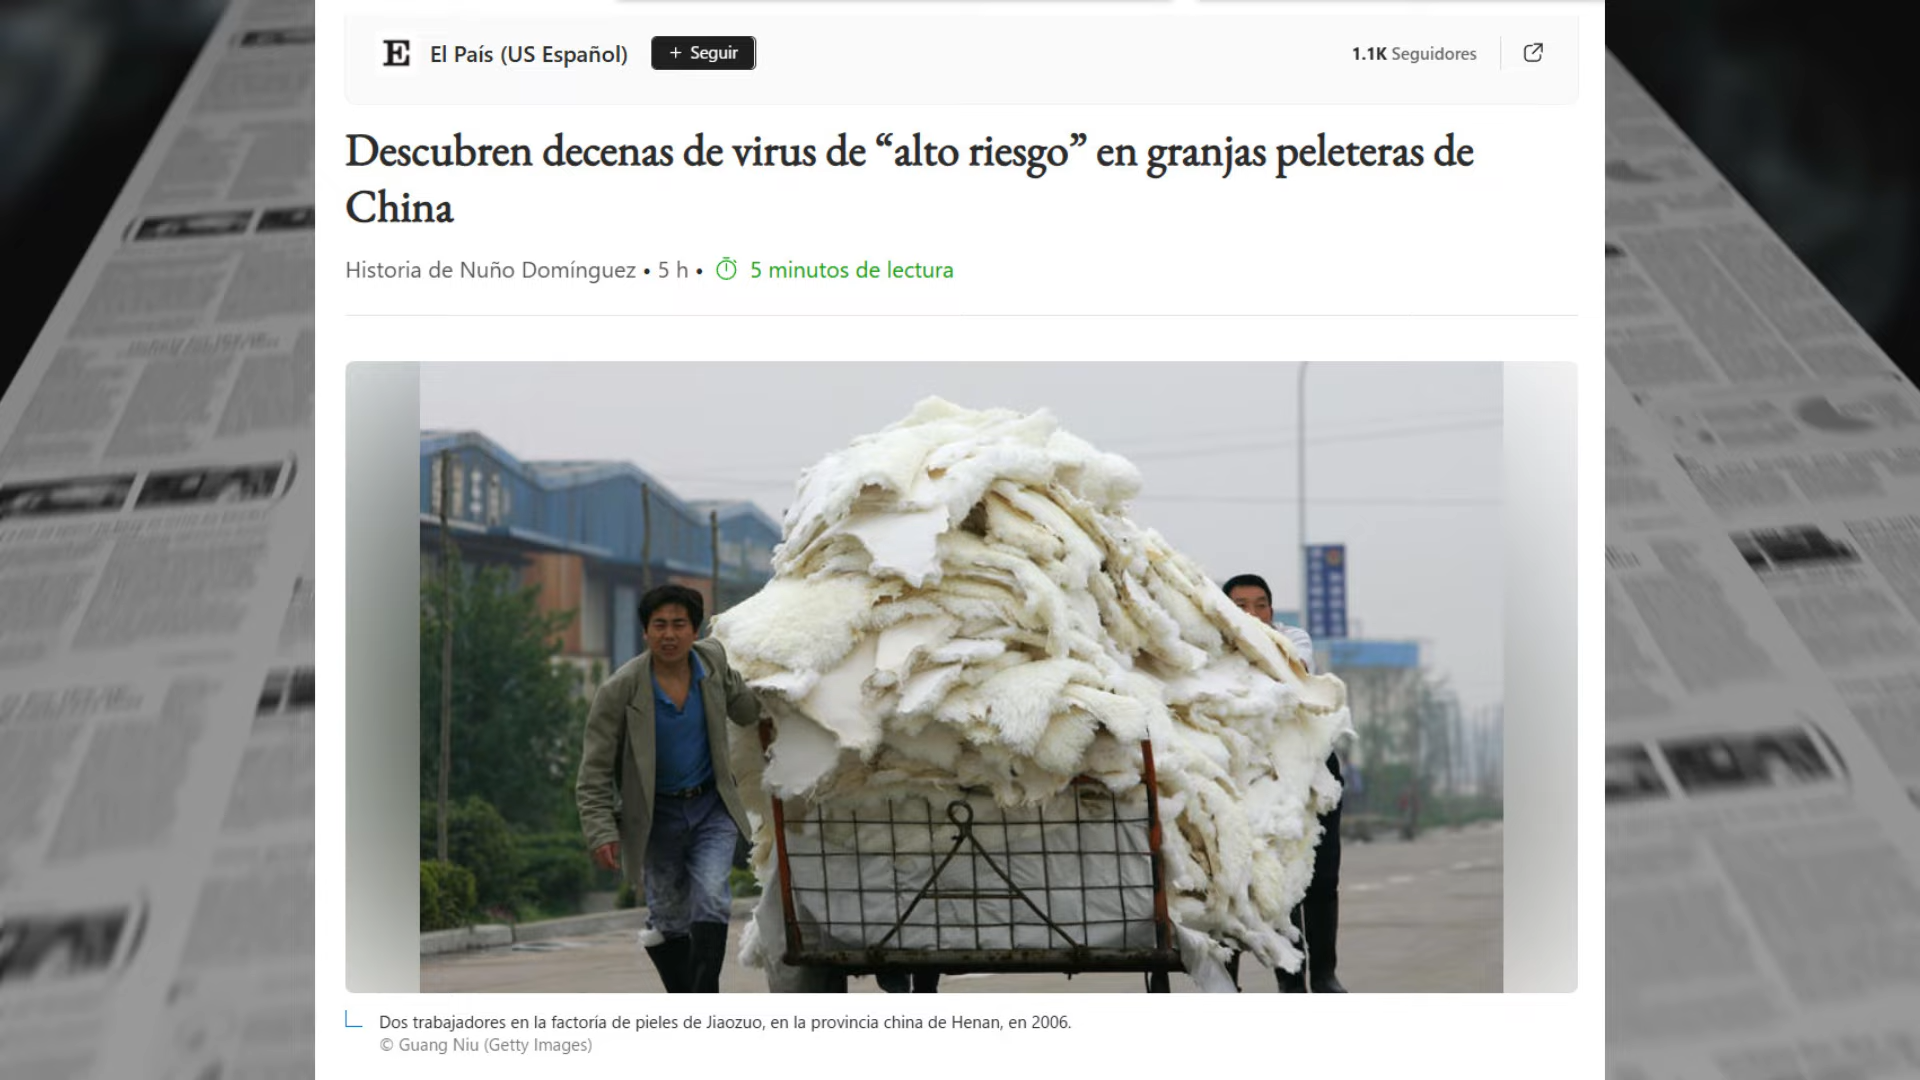 E El País (US Español) + Seguir 1.1K Seguidores
Descubren decenas de virus de “alto riesgo” en granjas peleteras de
China
Historia de Nuño Domínguez • 5 h • 5 minutos de lectura
Dos trabajadores en la factoría de pieles de Jiaozuo, en la provincia china de Henan, en 2006.
© Guang Niu (Getty Images)